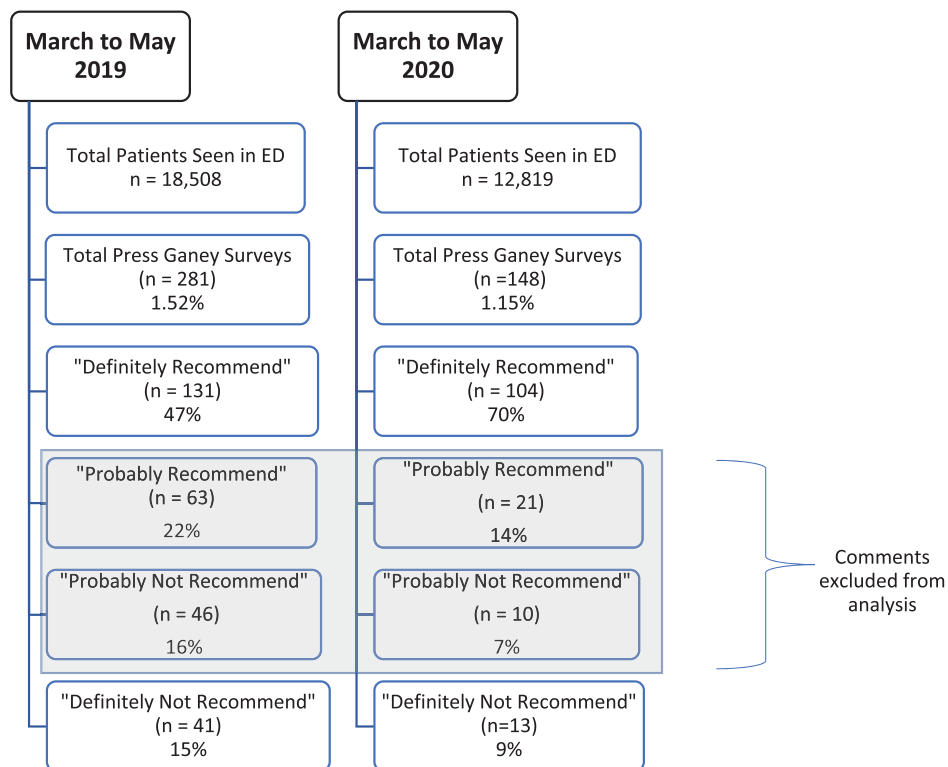 March to May
2019
Total Patients Seen in ED
n = 18,508
Total Press Ganey Surveys
(n = 281)
1.52%
"Definitely Recommend"
(n = 131)
47%
"Probably Recommend"
(n = 63)
22%
"Probably Not Recommend"
(n = 46)
16%
"Definitely Not Recommend"
(n = 41)
15%
March to May
2020
Total Patients Seen in ED
n = 12,819
Total Press Ganey Surveys
(n =148)
1.15%
"Definitely Recommend"
(n = 104)
70%
"Probably Recommend"
(n = 21)
14%
"Probably Not Recommend"
(n = 10)
7%
"Definitely Not Recommend"
(n=13)
9%
Comments
excluded from
analysis